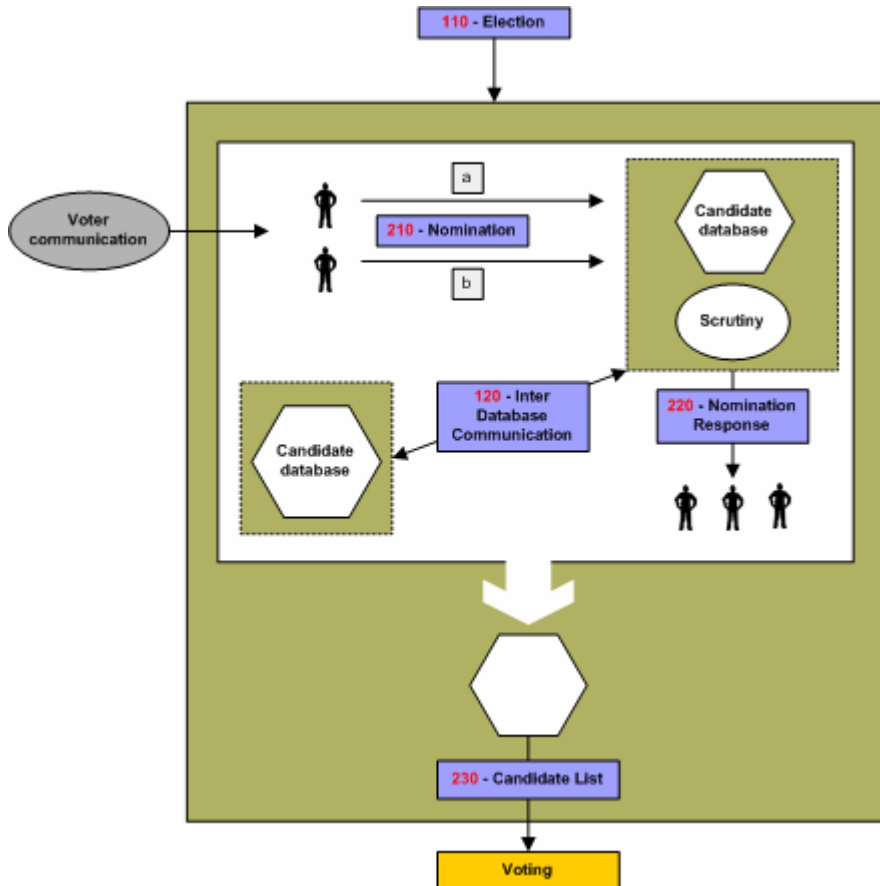 110 - Election
a
Candidate
database
Voter
communication
210 - Nomination
b
Scrutiny
120 - Inter
Database
Communication
220 - Nomination
Response
Candidate
database
230 - Candidate List
Voting